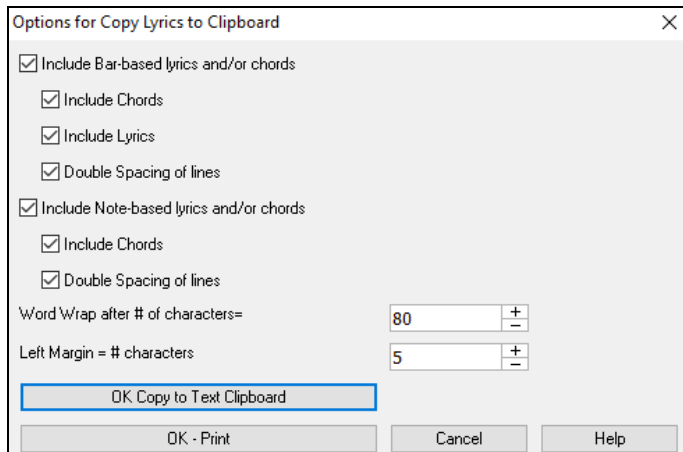 Options for Copy Lyrics to Clipboard
Include Bar-based lyrics and/or chords
Include Chords
Include Lyrics
Double Spacing of lines
Include Note-based lyrics and/or chords
Include Chords
Double Spacing of lines
Word Wrap after # of characters= 80
Left Margin = # characters 5
OK Copy to Text Clipboard
OK - Print Cancel Help